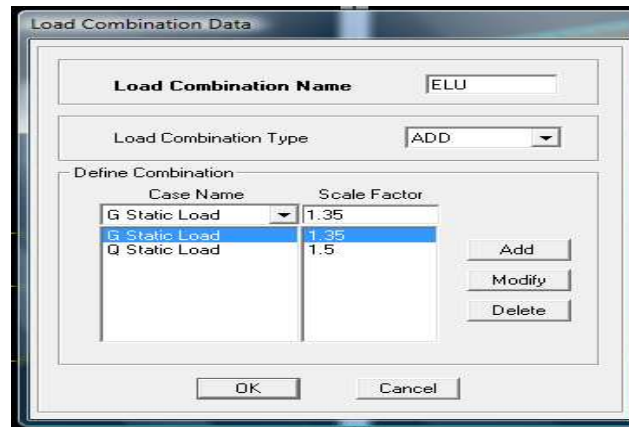 Load Combination Data
Load Combination Name ELU
Load Combination Type ADD
Define Combination
Case Name Scale Factor
G Static Load 1.35
G Static Load 1.35
Q Static Load 1.5
Add
Modify
Delete
OK Cancel